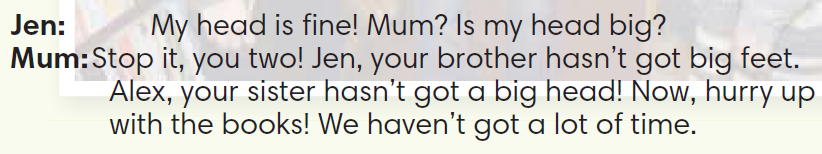 Jen: My head is fine! Mum? Is my head big?
Mum: Stop it, you two! Jen, your brother hasn't got big feet.
Alex, your sister hasn't got a big head! Now, hurry up
with the books! We haven't got a lot of time.